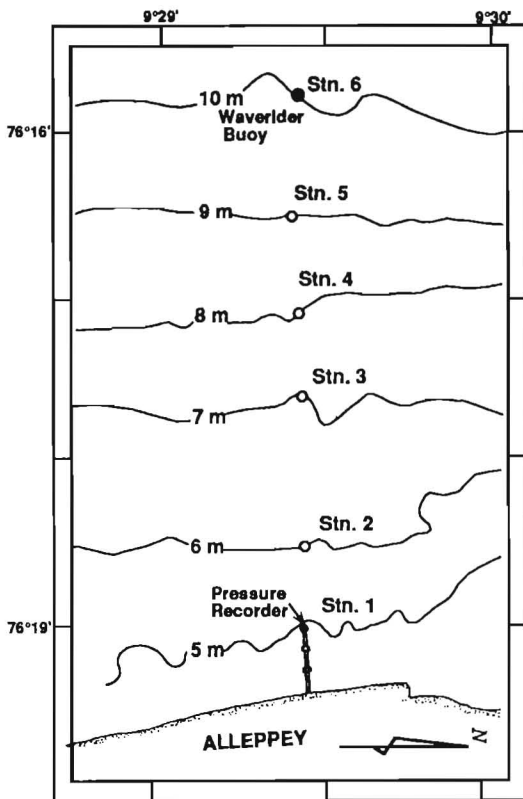 9°29' 9°30'
Stn. 6
10 m
Waverider
Buoy
76°16'
Stn. 5
9 m
Stn. 4
8 m
Stn. 3
7 m
Stn. 2
6 m
Pressure
Recorder
Stn. 1
76°19'
5 m
ALLEPPEY
N